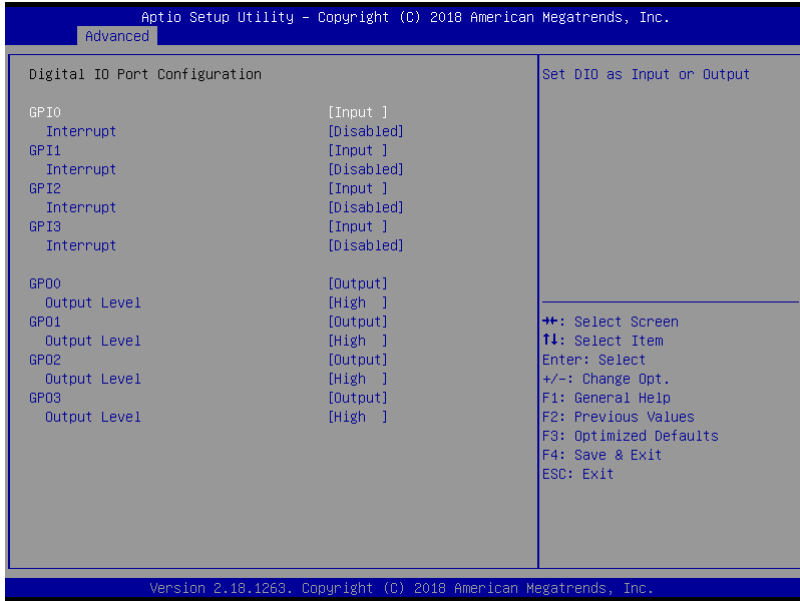 Aptio Setup Utility – Copyright (C) 2018 American Megatrends, Inc.
Advanced
Digital IO Port Configuration
GPI0 [Input ]
Interrupt [Disabled]
GPI1 [Input ]
Interrupt [Disabled]
GPI2 [Input ]
Interrupt [Disabled]
GPI3 [Input ]
Interrupt [Disabled]
GPO0 [Output]
Output Level [High ]
GPO1 [Output]
Output Level [High ]
GPO2 [Output]
Output Level [High ]
GPO3 [Output]
Output Level [High ]
Set DIO as Input or Output
→←: Select Screen
↑↓: Select Item
Enter: Select
+/-: Change Opt.
F1: General Help
F2: Previous Values
F3: Optimized Defaults
F4: Save & Exit
ESC: Exit
Version 2.18.1263. Copyright (C) 2018 American Megatrends, Inc.